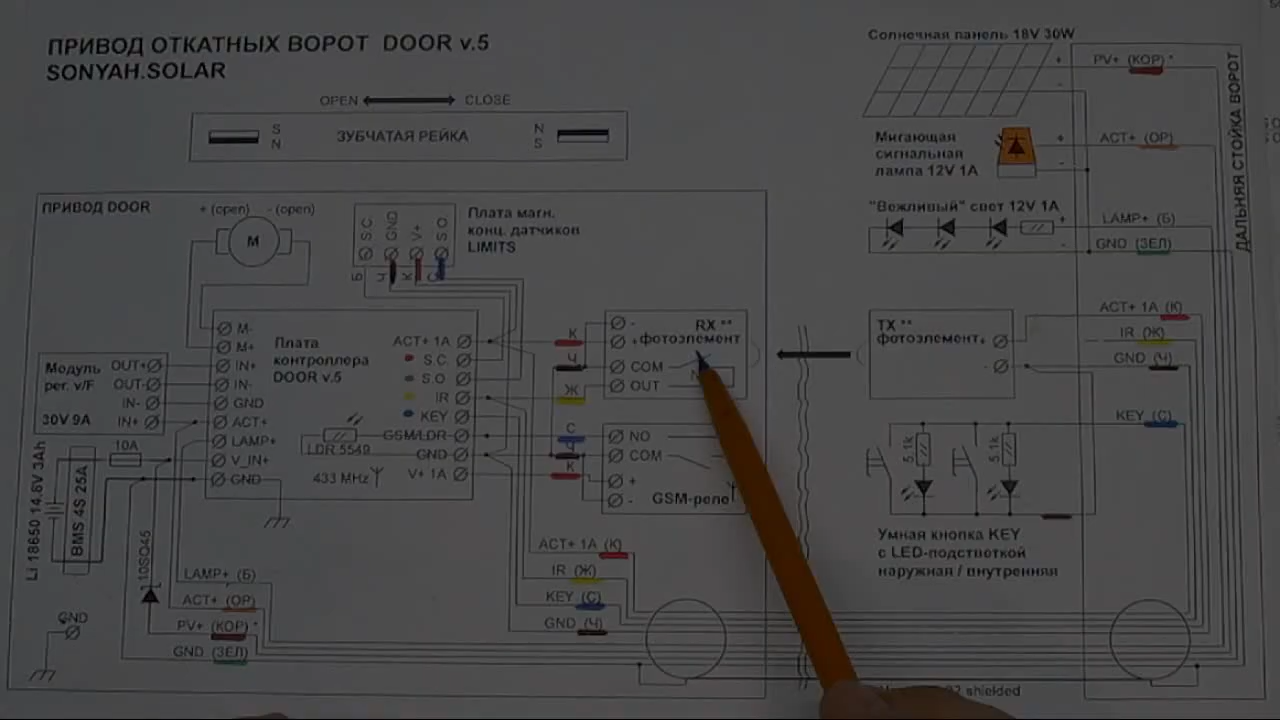 ПРИВОД ОТКАТНЫХ ВОРОТ DOOR v.5
SONYAH.SOLAR
OPEN CLOSE
S
N
ЗУБЧАТАЯ РЕЙКА
N
S
ПРИВОД DOOR
+ (open) - (open)
M
S.C.
GND
V+
S.O.
Б
Ч
К
С
Плата магн.
конц. датчиков
LIMITS
Модуль
рег. v/F
30V 9A
OUT+
OUT-
IN-
IN+
M-
M+
IN+
IN-
GND
ACT+
LAMP+
V_IN+
GND
Плата
контроллера
DOOR v.5
LDR 5549
433 MHz
ACT+ 1A
S.C.
S.O
IR
KEY
GSM/LDR
GND
V+ 1A
К
Ч
Ж
С
Ч
К
-
+
COM
OUT
RX **
фотоэлемент
NO
COM
+
-
GSM-реле
10A
Li 18650 14.8V 3Ah
BMS 4S 25A
10SQ45
GND
LAMP+ (Б)
ACT+ (ОР)
PV+ (КОР) *
GND (ЗЕЛ)
ACT+ 1A (К)
IR (Ж)
KEY (С)
GND (Ч)
Солнечная панель 18V 30W
+
-
PV+ (КОР) *
Мигающая
сигнальная
лампа 12V 1A
+
-
ACT+ (ОР)
"Вежливый" свет 12V 1A
+
-
LAMP+ (Б)
GND (ЗЕЛ)
ДАЛЬНЯЯ СТОЙКА ВОРОТ
TX **
фотоэлемент
+
-
ACT+ 1A (К)
IR (Ж)
GND (Ч)
KEY (С)
5.1k
5.1k
Умная кнопка KEY
с LED-подстветкой
наружная / внутренняя
shielded